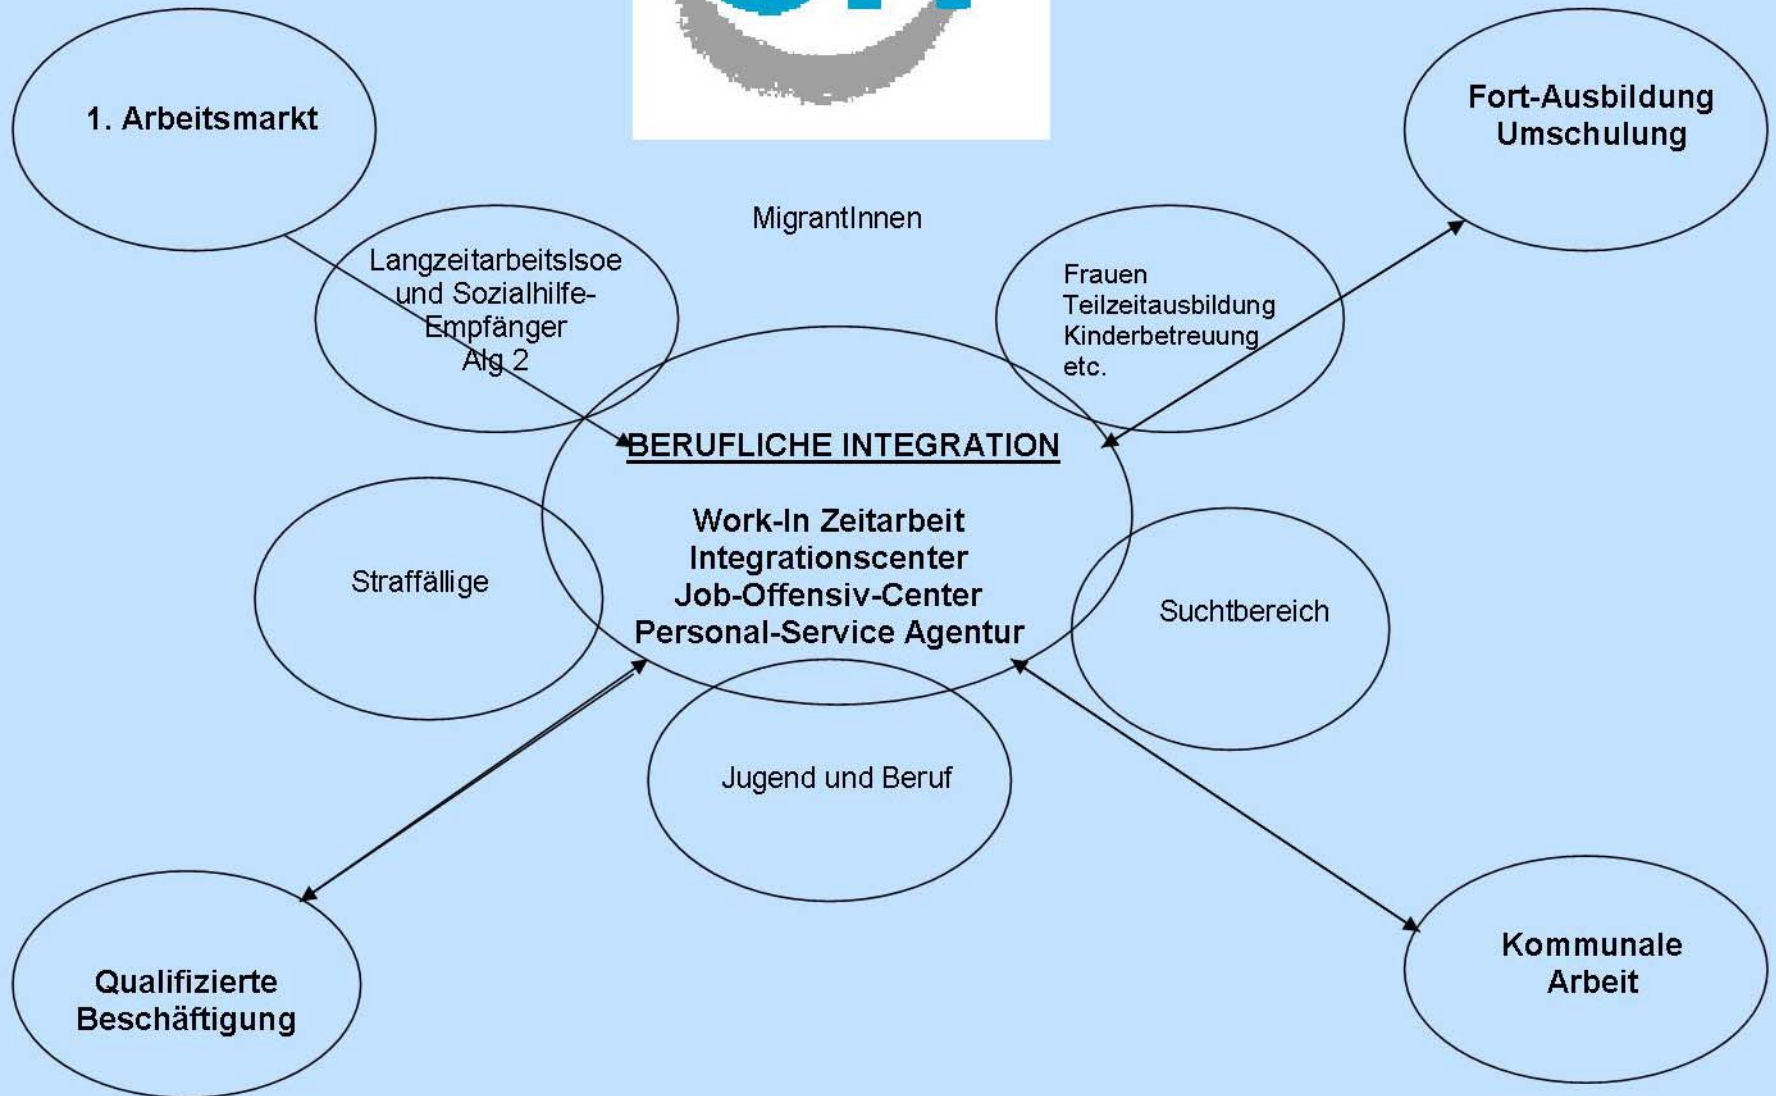 1. Arbeitsmarkt
Fort-Ausbildung
Umschulung
MigrantInnen
Langzeitarbeitslsoe
und Sozialhilfe-
Empfänger
Alg 2
Frauen
Teilzeitausbildung
Kinderbetreuung
etc.
BERUFLICHE INTEGRATION
Work-In Zeitarbeit
Integrationscenter
Job-Offensiv-Center
Personal-Service Agentur
Straffällige
Suchtbereich
Jugend und Beruf
Qualifizierte
Beschäftigung
Kommunale
Arbeit